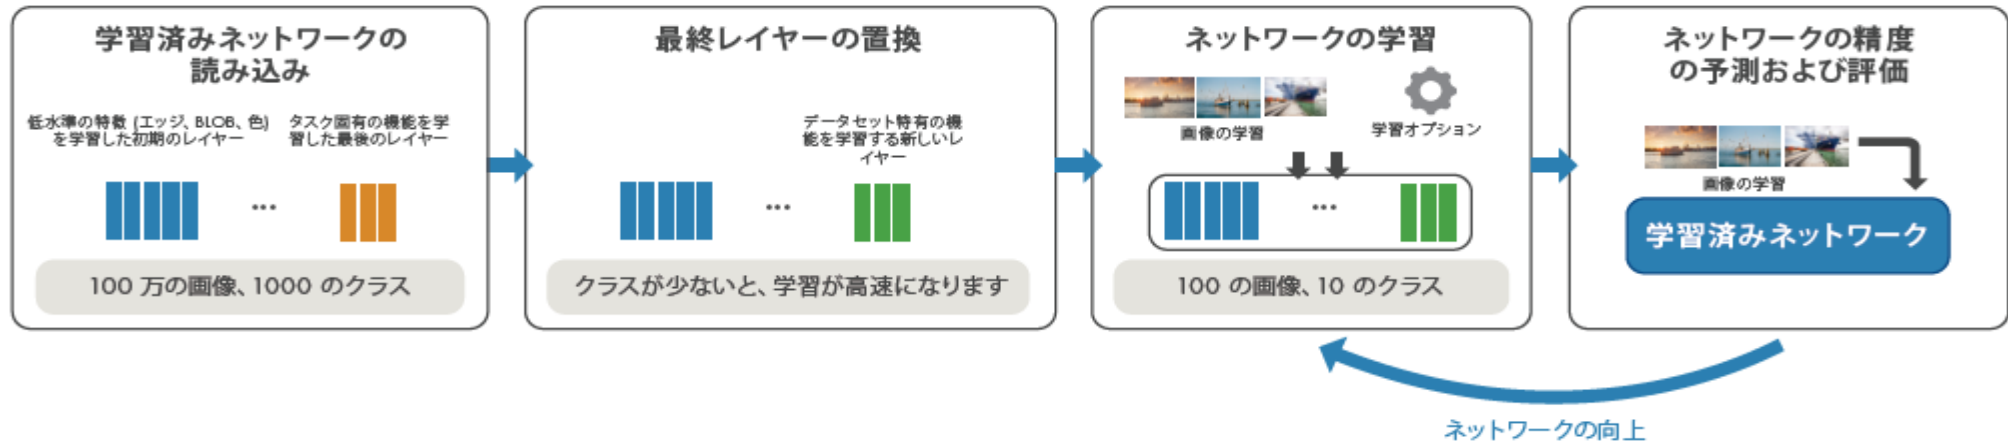 学習済みネットワークの
読み込み
低水準の特徴 (エッジ、BLOB、色)
を学習した初期のレイヤー
タスク固有の機能を学
習した最後のレイヤー
...
100 万の画像、1000 のクラス
最終レイヤーの置換
データセット特有の機
能を学習する新しいレ
イヤー
...
クラスが少ないと、学習が高速になります
ネットワークの学習
画像の学習
学習オプション
...
100 の画像、10 のクラス
ネットワークの精度
の予測および評価
画像の学習
学習済みネットワーク
ネットワークの向上